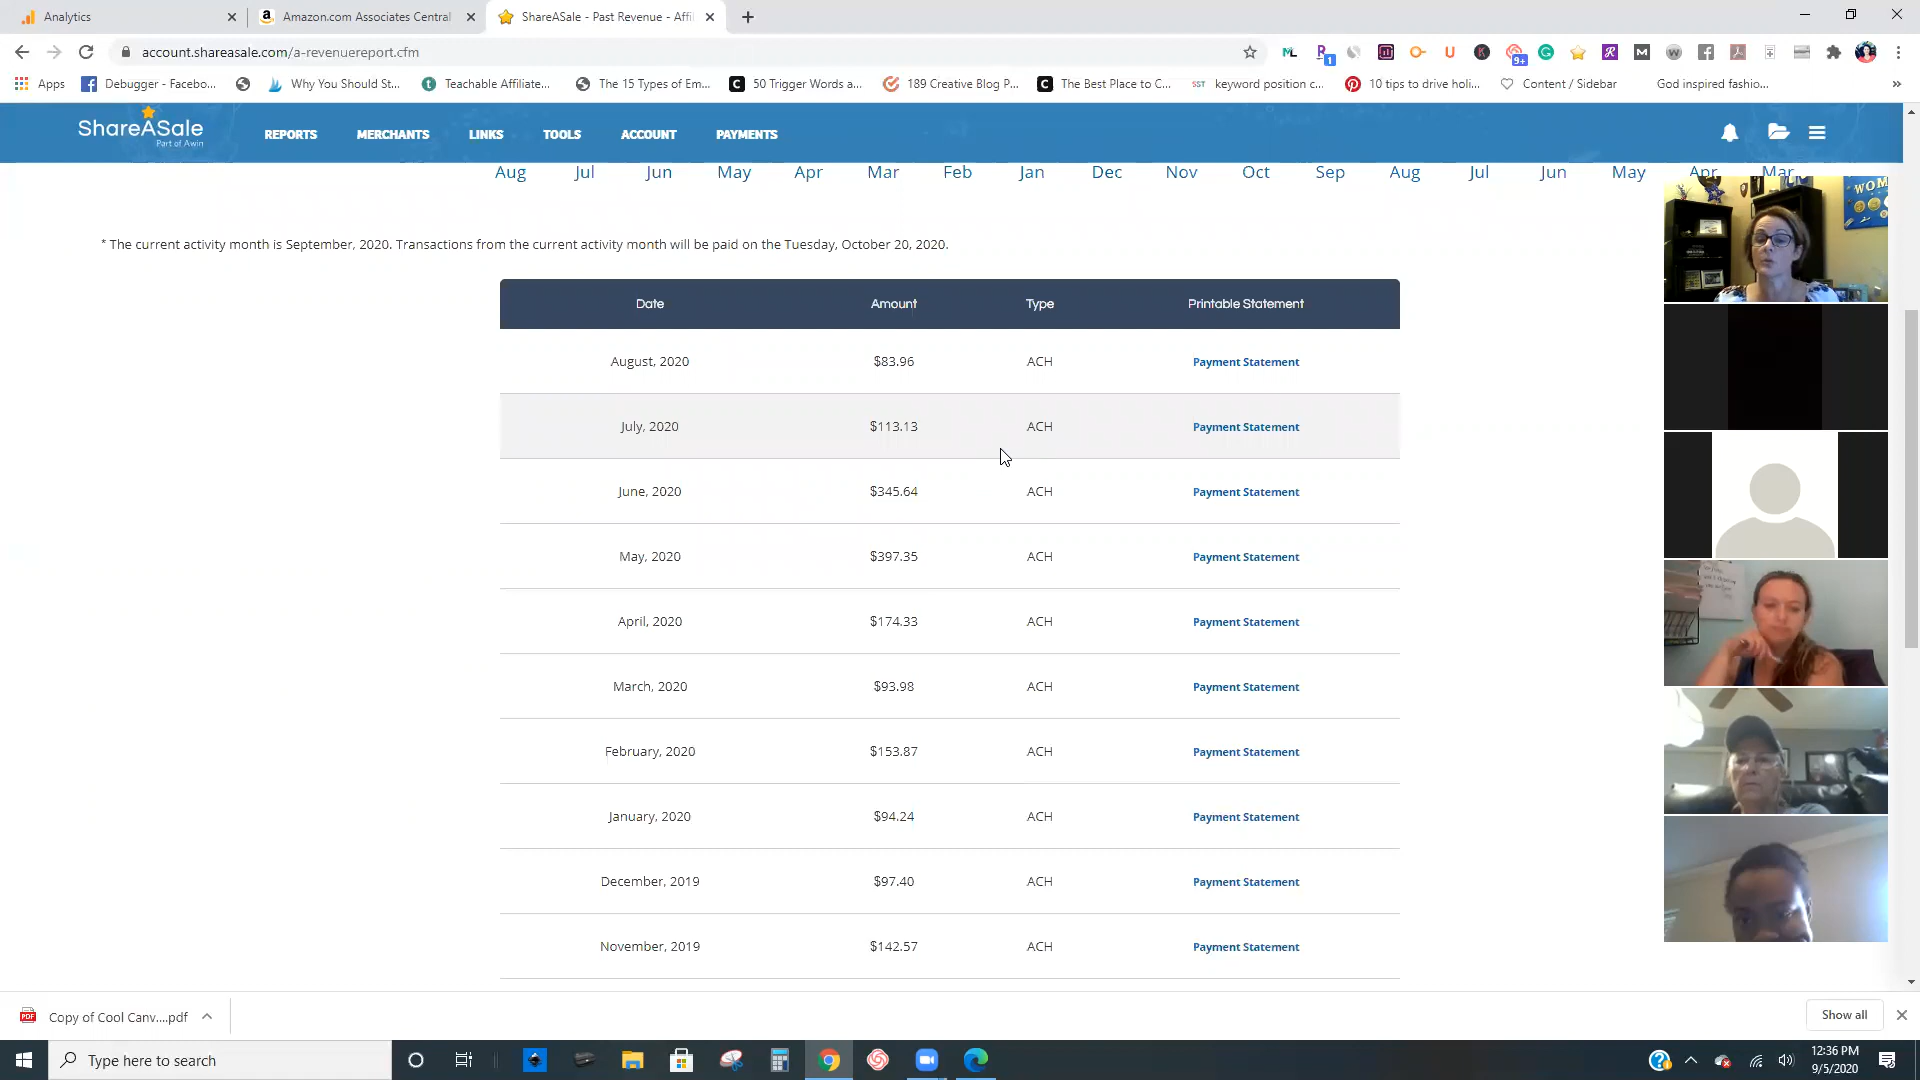 Analytics
Amazon.com Associates Central
ShareASale - Past Revenue - Affi
account.shareasale.com/a-revenuereport.cfm
9+
1
Apps
Debugger - Facebo...
Why You Should St...
Teachable Affiliate...
The 15 Types of Em...
50 Trigger Words a...
189 Creative Blog P...
The Best Place to C...
SST keyword position c...
10 tips to drive holi...
Content / Sidebar
God inspired fashio...
ShareASale
Part of Awin
REPORTS
MERCHANTS
LINKS
TOOLS
ACCOUNT
PAYMENTS
Aug Jul Jun May Apr Mar Feb Jan Dec Nov Oct Sep Aug Jul Jun May Apr Mar
* The current activity month is September, 2020. Transactions from the current activity month will be paid on the Tuesday, October 20, 2020.
Date Amount Type Printable Statement
August, 2020 $83.96 ACH Payment Statement
July, 2020 $113.13 ACH Payment Statement
June, 2020 $345.64 ACH Payment Statement
May, 2020 $397.35 ACH Payment Statement
April, 2020 $174.33 ACH Payment Statement
March, 2020 $93.98 ACH Payment Statement
February, 2020 $153.87 ACH Payment Statement
January, 2020 $94.24 ACH Payment Statement
December, 2019 $97.40 ACH Payment Statement
November, 2019 $142.57 ACH Payment Statement
WOM
Copy of Cool Canv....pdf
Show all
Type here to search
12:36 PM
9/5/2020